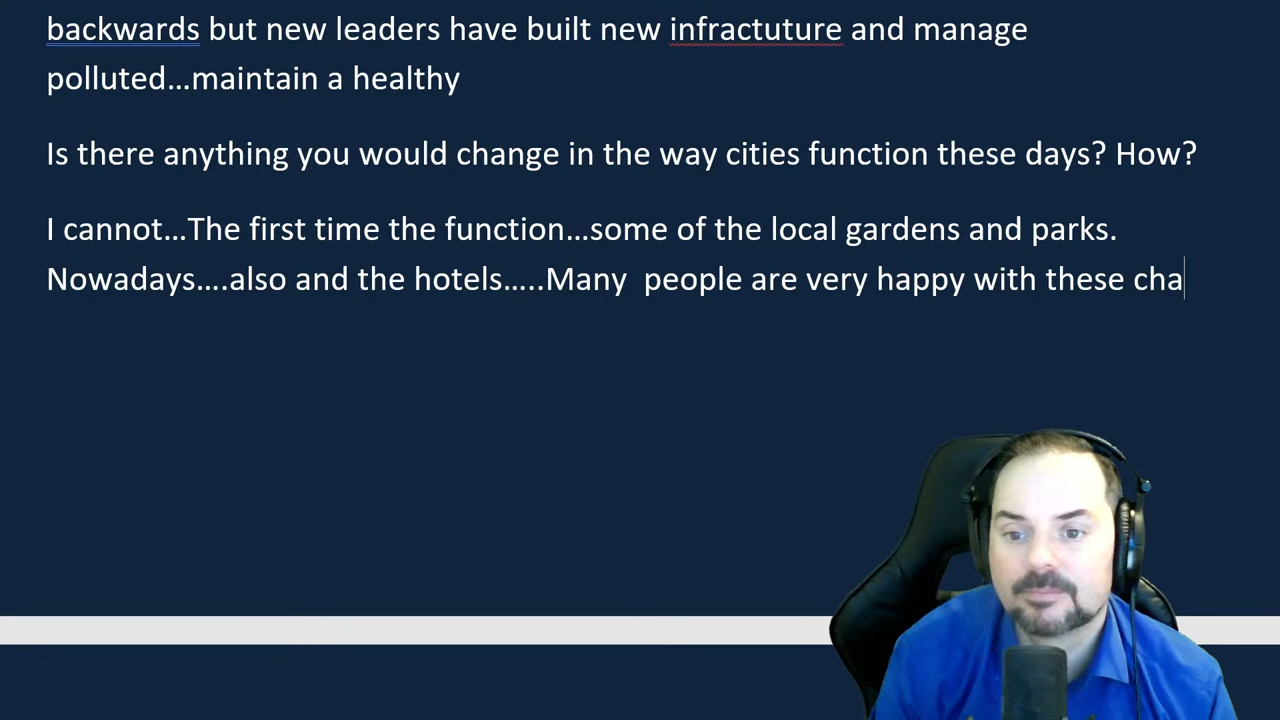 backwards but new leaders have built new infractuture and manage
polluted…maintain a healthy
Is there anything you would change in the way cities function these days? How?
I cannot…The first time the function…some of the local gardens and parks.
Nowadays….also and the hotels…..Many  people are very happy with these cha